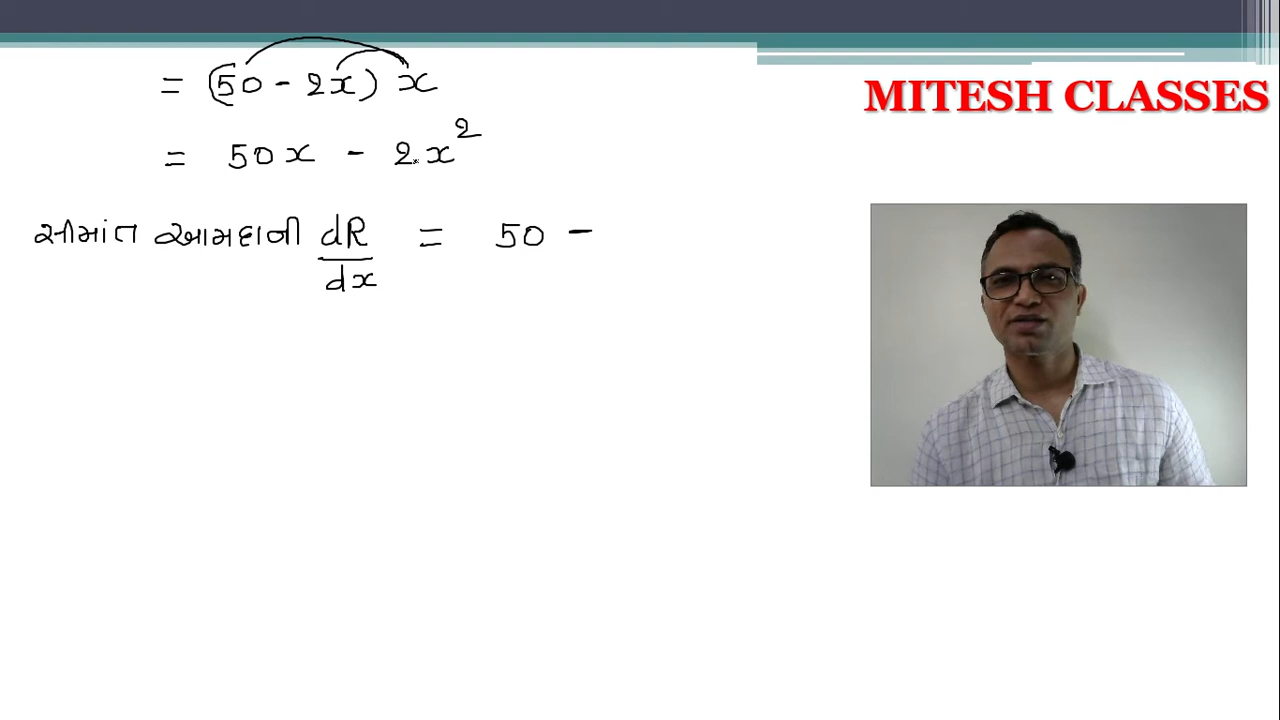 = (50 - 2x) x
MITESH CLASSES
= 50x - 2x²
સીમાંત આમદાની dR/dx = 50 -